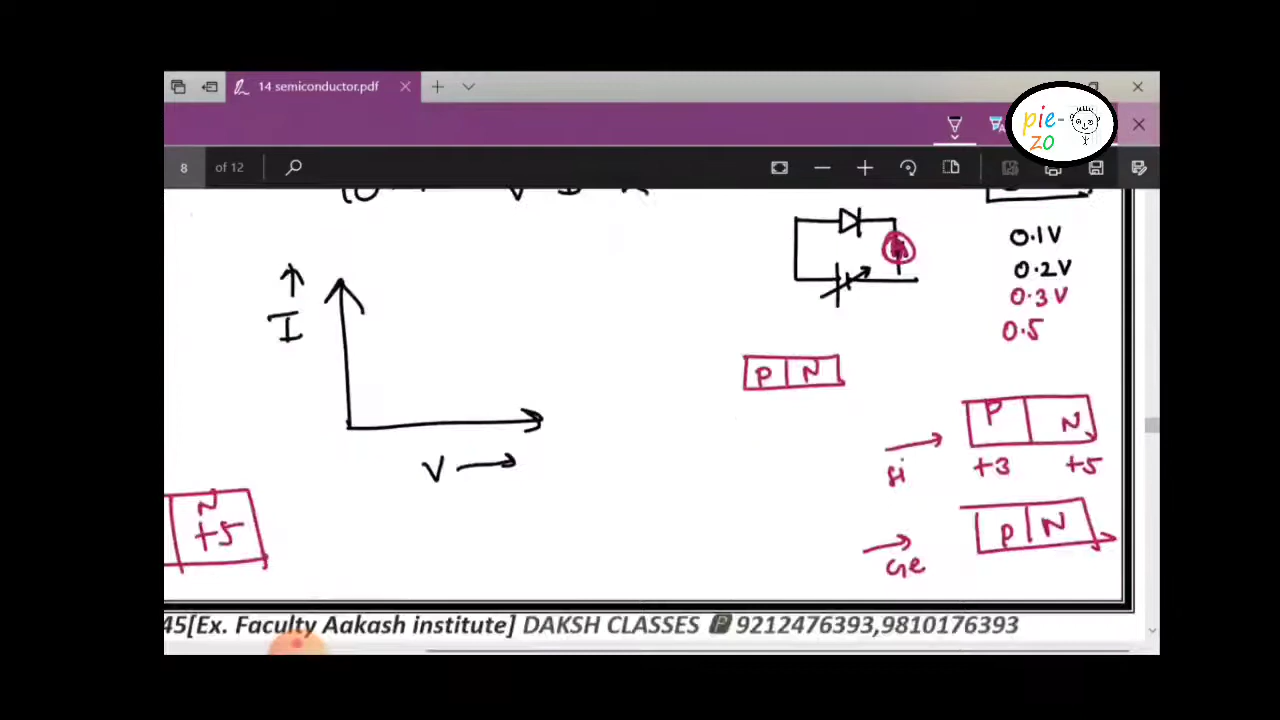 14 semiconductor.pdf
pie-
zo
8 of 12
0.1V
0.2V
0.3V
0.5
I
P N
P N
Si
+3 +5
V
N
+5
P N
Ge
45[Ex. Faculty Aakash institute] DAKSH CLASSES 🅿 9212476393,9810176393